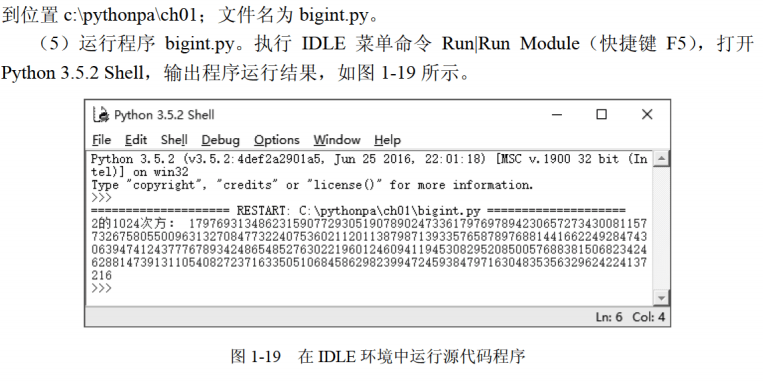 到位置 c:\pythonpa\ch01；文件名为 bigint.py。
（5）运行程序 bigint.py。执行 IDLE 菜单命令 Run|Run Module（快捷键 F5），打开
Python 3.5.2 Shell，输出程序运行结果，如图 1-19 所示。
Python 3.5.2 Shell
File Edit Shell Debug Options Window Help
Python 3.5.2 (v3.5.2:4def2a2901a5, Jun 25 2016, 22:01:18) [MSC v.1900 32 bit (In
tel)] on win32
Type "copyright", "credits" or "license()" for more information.
>>>
==================== RESTART: C:\pythonpa\ch01\bigint.py ====================
2的1024次方： 179769313486231590772930519078902473361797697894230657273430081157
73267580550096313270847732240753602112011387987139335765878976881441662249284743
06394741243777678934248654852763022196012460941194530829520850057688381506823424
62881473913110540827237163350510684586298239947245938479716304835356329624224137
216
>>>
Ln: 6 Col: 4
图 1-19 在 IDLE 环境中运行源代码程序